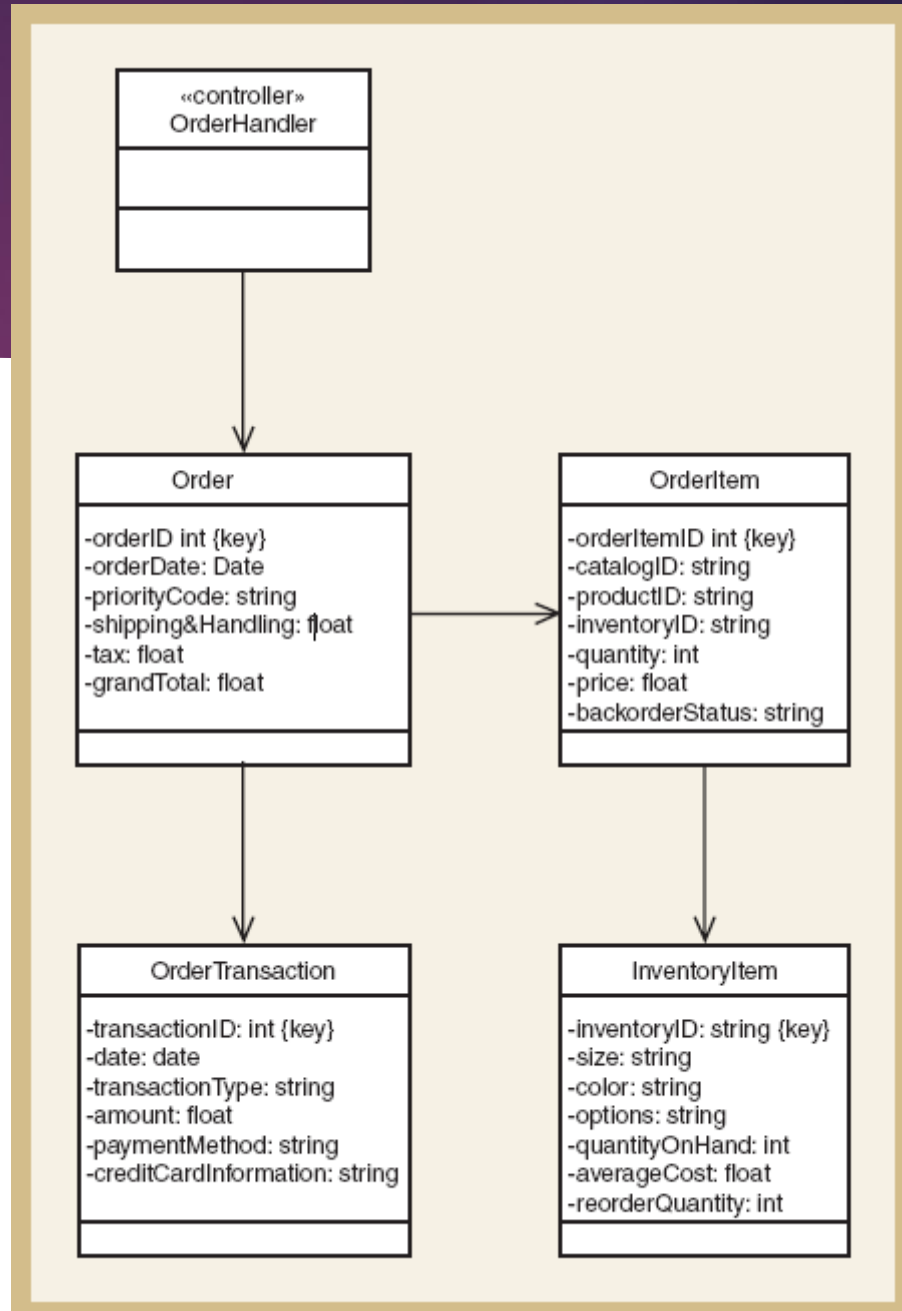 «controller»
OrderHandler
Order
-orderID int {key}
-orderDate: Date
-priorityCode: string
-shipping&Handling: float
-tax: float
-grandTotal: float
OrderItem
-orderItemID int {key}
-catalogID: string
-productID: string
-inventoryID: string
-quantity: int
-price: float
-backorderStatus: string
OrderTransaction
-transactionID: int {key}
-date: date
-transactionType: string
-amount: float
-paymentMethod: string
-creditCardInformation: string
InventoryItem
-inventoryID: string {key}
-size: string
-color: string
-options: string
-quantityOnHand: int
-averageCost: float
-reorderQuantity: int